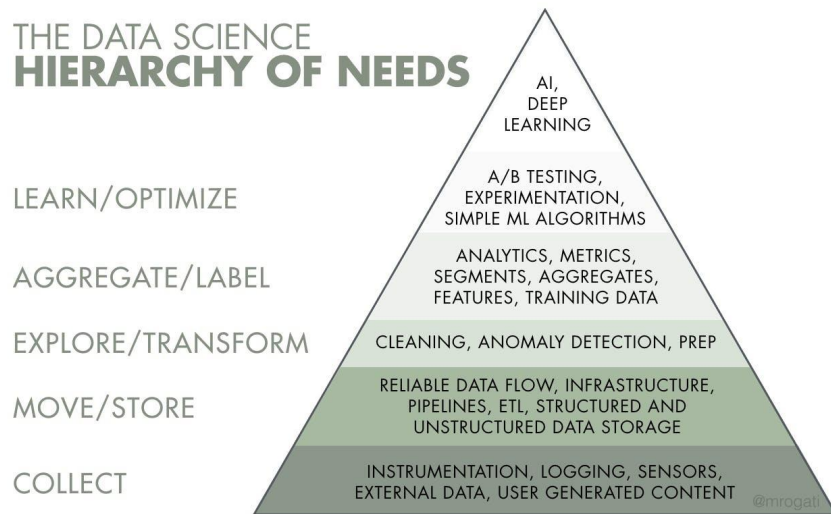 THE DATA SCIENCE
HIERARCHY OF NEEDS
AI,
DEEP
LEARNING
LEARN/OPTIMIZE
A/B TESTING,
EXPERIMENTATION,
SIMPLE ML ALGORITHMS
AGGREGATE/LABEL
ANALYTICS, METRICS,
SEGMENTS, AGGREGATES,
FEATURES, TRAINING DATA
EXPLORE/TRANSFORM
CLEANING, ANOMALY DETECTION, PREP
MOVE/STORE
RELIABLE DATA FLOW, INFRASTRUCTURE,
PIPELINES, ETL, STRUCTURED AND
UNSTRUCTURED DATA STORAGE
COLLECT
INSTRUMENTATION, LOGGING, SENSORS,
EXTERNAL DATA, USER GENERATED CONTENT
@mrogati